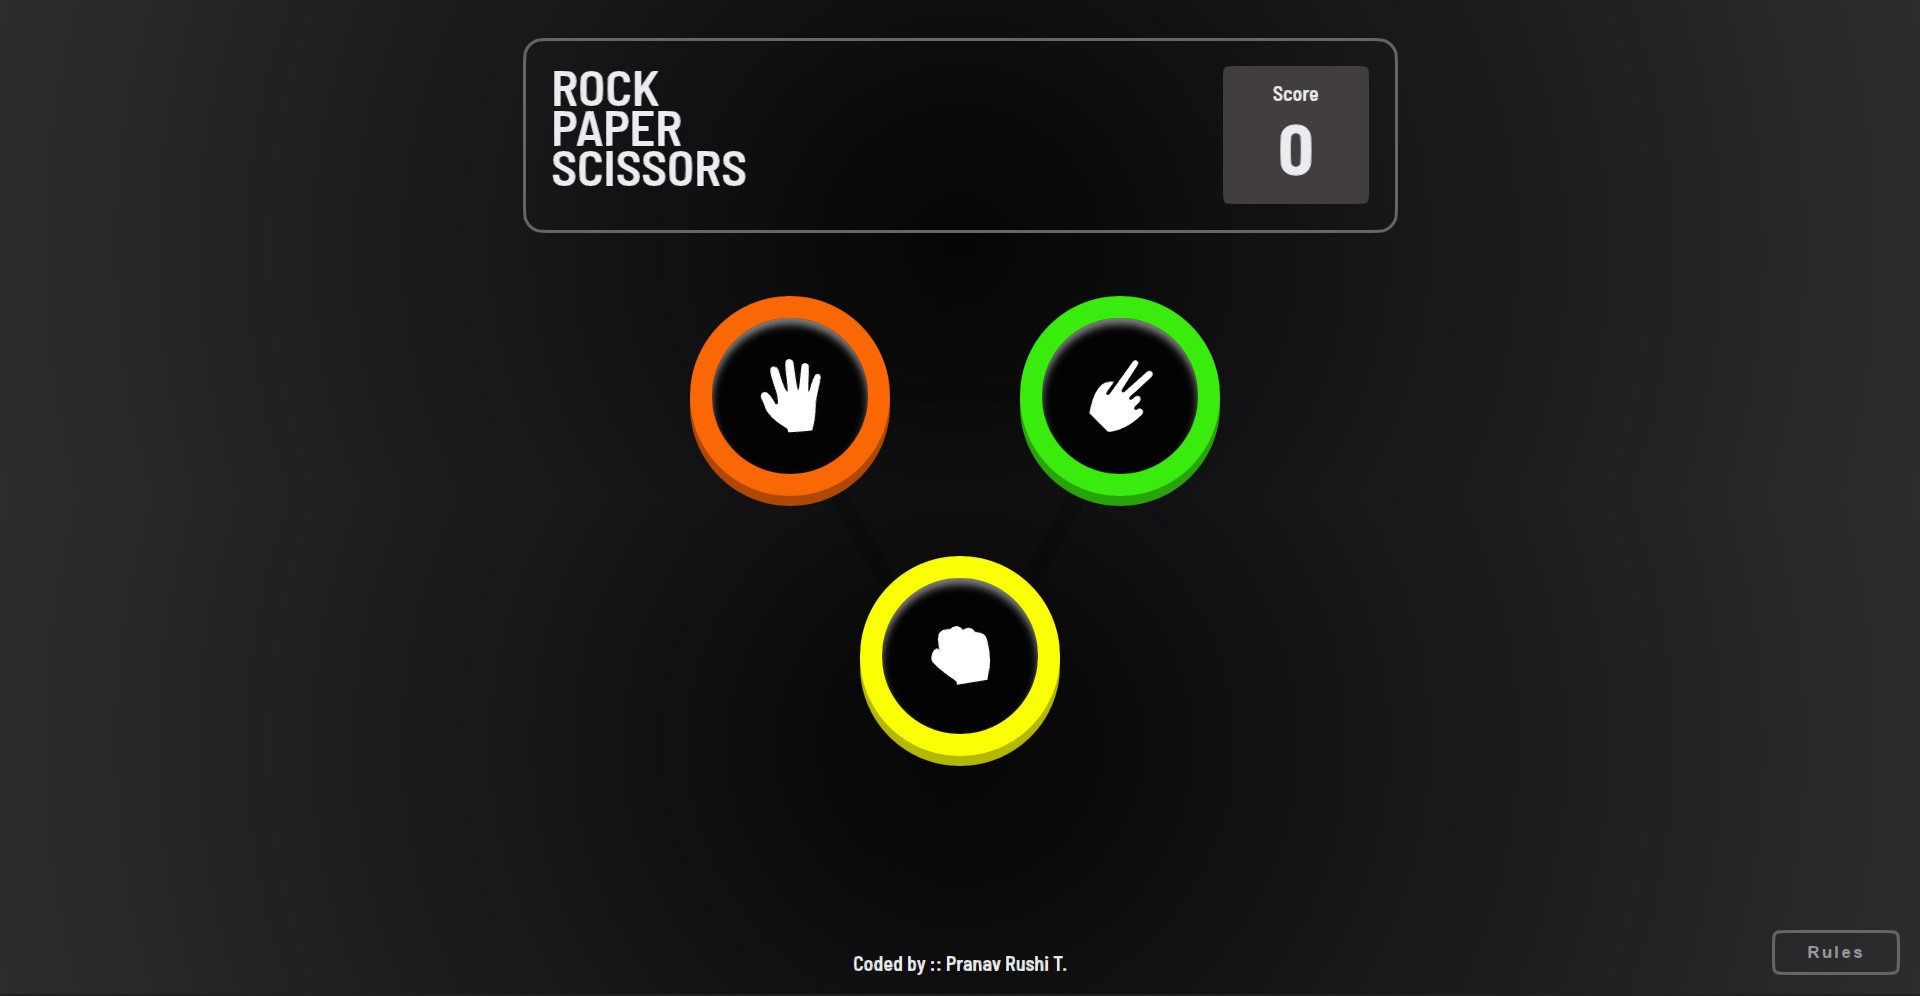 ROCK
PAPER
SCISSORS
Score
0
Coded by :: Pranav Rushi T.
Rules